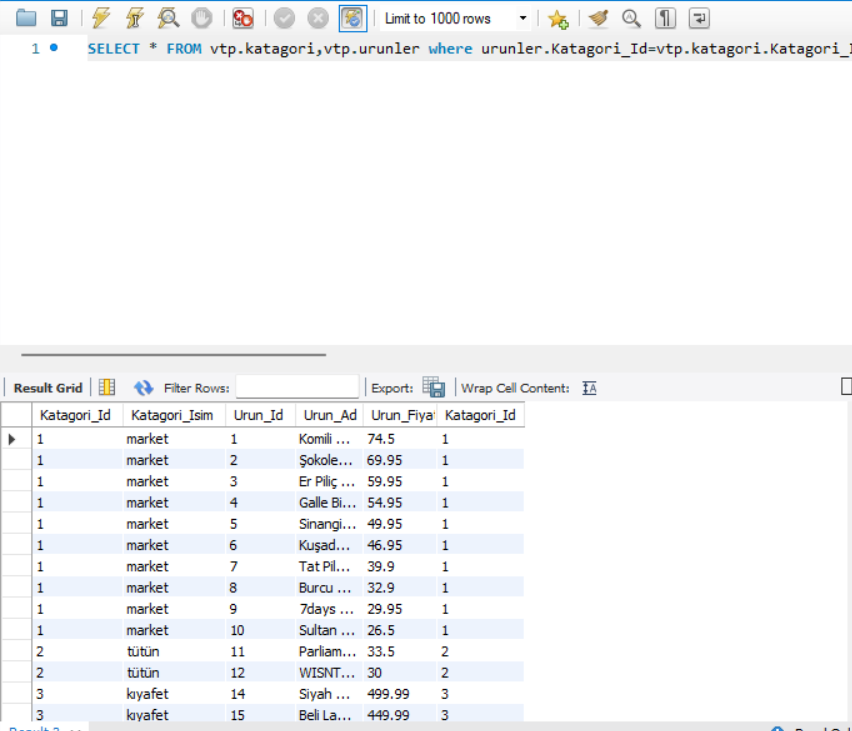 Limit to 1000 rows
1 SELECT * FROM vtp.katagori,vtp.urunler where urunler.Katagori_Id=vtp.katagori.Katagori_I
Result Grid Filter Rows: Export: Wrap Cell Content:
Katagori_Id Katagori_Isim Urun_Id Urun_Ad Urun_Fiya Katagori_Id
1 market 1 Komili ... 74.5 1
1 market 2 Şokole... 69.95 1
1 market 3 Er Piliç ... 59.95 1
1 market 4 Galle Bi... 54.95 1
1 market 5 Sinangi... 49.95 1
1 market 6 Kuşad... 46.95 1
1 market 7 Tat Pil... 39.9 1
1 market 8 Burcu ... 32.9 1
1 market 9 7days ... 29.95 1
1 market 10 Sultan ... 26.5 1
2 tütün 11 Parliam... 33.5 2
2 tütün 12 WISNT... 30 2
3 kıyafet 14 Siyah ... 499.99 3
3 kıyafet 15 Beli La... 449.99 3